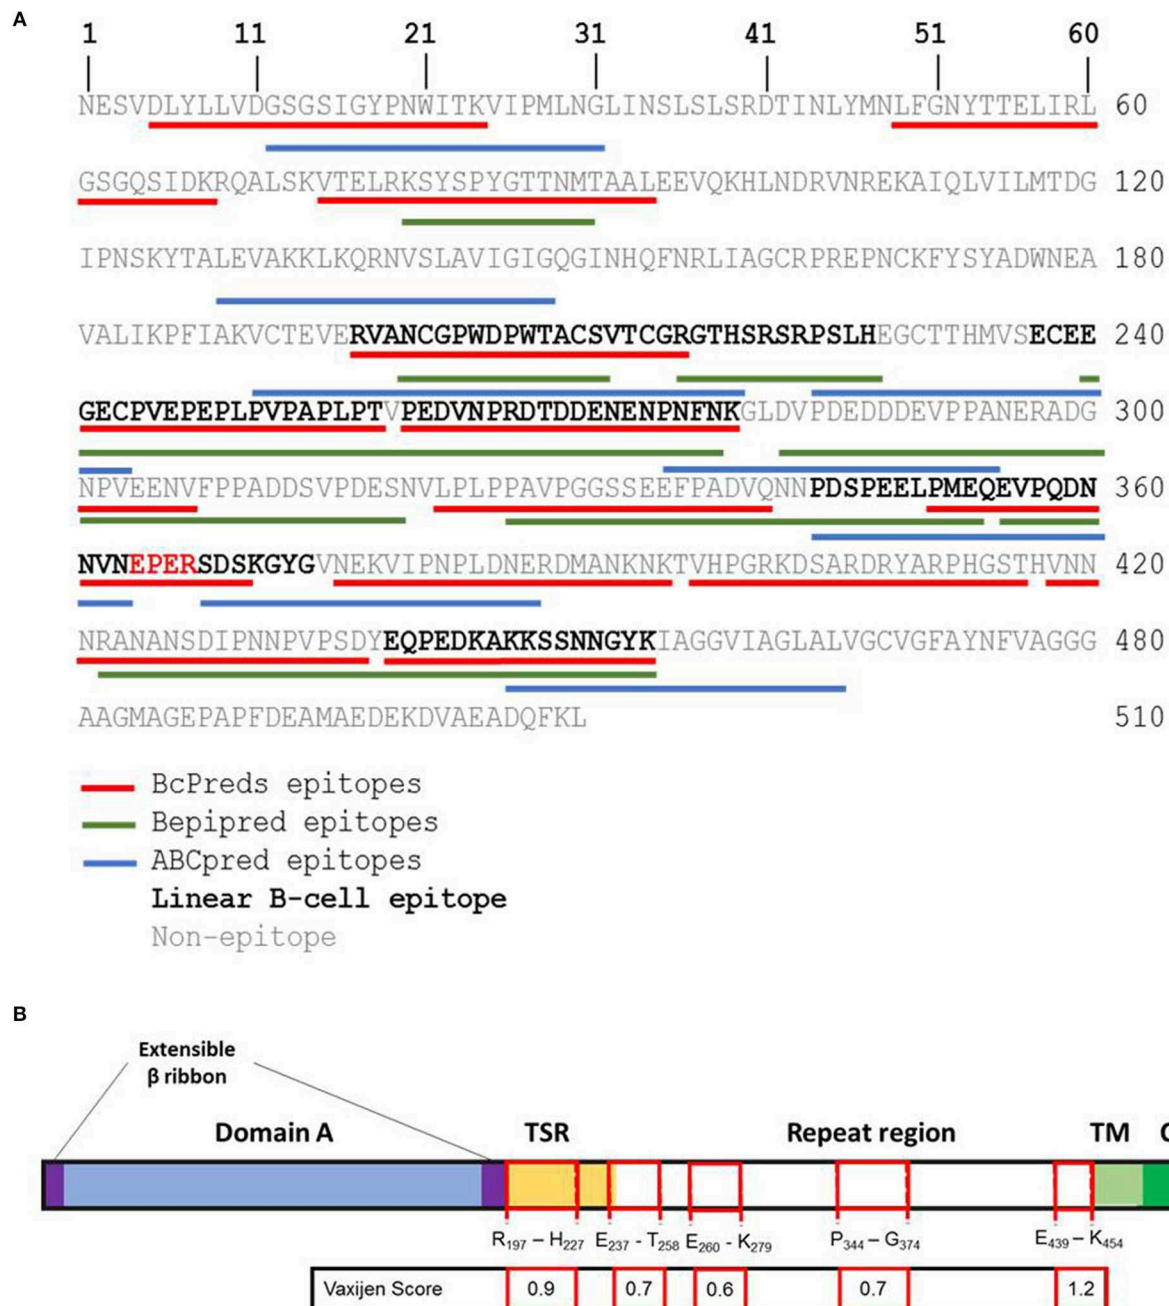 A
1 11 21 31 41 51 60
NESVDLYLLVDGSGSIGYPNWITKVIPMLNGLINSLSLSRDTINLYMNLFGNYTTELIRL 60
GSGQSIDKRQALSKVTELRKSYSPYGTTNMTAALEEVQKHLNDRVNREKAIQLVILMTDG 120
IPNSKYTALEVAKKLKQRNVSLAVIGIGQGINHQFNRLIAGCRPREPNCKFYSYADWNEA 180
VALIKPFIAKVCTEVERVANCGPWDPWTACSVTCGRGTHSRSRPSLHEGCTTHMVSECEE 240
GECPVEPEPLPVPAPLPTVPEDVNPRDTDDENENPNFNKGLDVPDEDDDEVPPANERADG 300
NPVEENVFPPADDSVPDESNVLPLPPAVPGGSSEEFPADVQNNPDSPEELPMEQEVPQDN 360
NVNEPERSDSKGYGVNEKVIPNPLDNERDMANKNKTVHPGRKDSARDRYARPHGSTHVNN 420
NRANANSDIPNNPVPSDYEQPEDKAKKSSNNGYKIAGGVIAGLALVGCVGFAYNFVAGGG 480
AAGMAGEPAPFDEAMAEDEKDVAEADQFKL 510
BcPreds epitopes
Bepipred epitopes
ABCpred epitopes
Linear B-cell epitope
Non-epitope
B
Extensible
β ribbon
Domain A TSR Repeat region TM
R197 – H227 E237 - T258 E260 - K279 P344 – G374 E439 – K454
Vaxijen Score 0.9 0.7 0.6 0.7 1.2